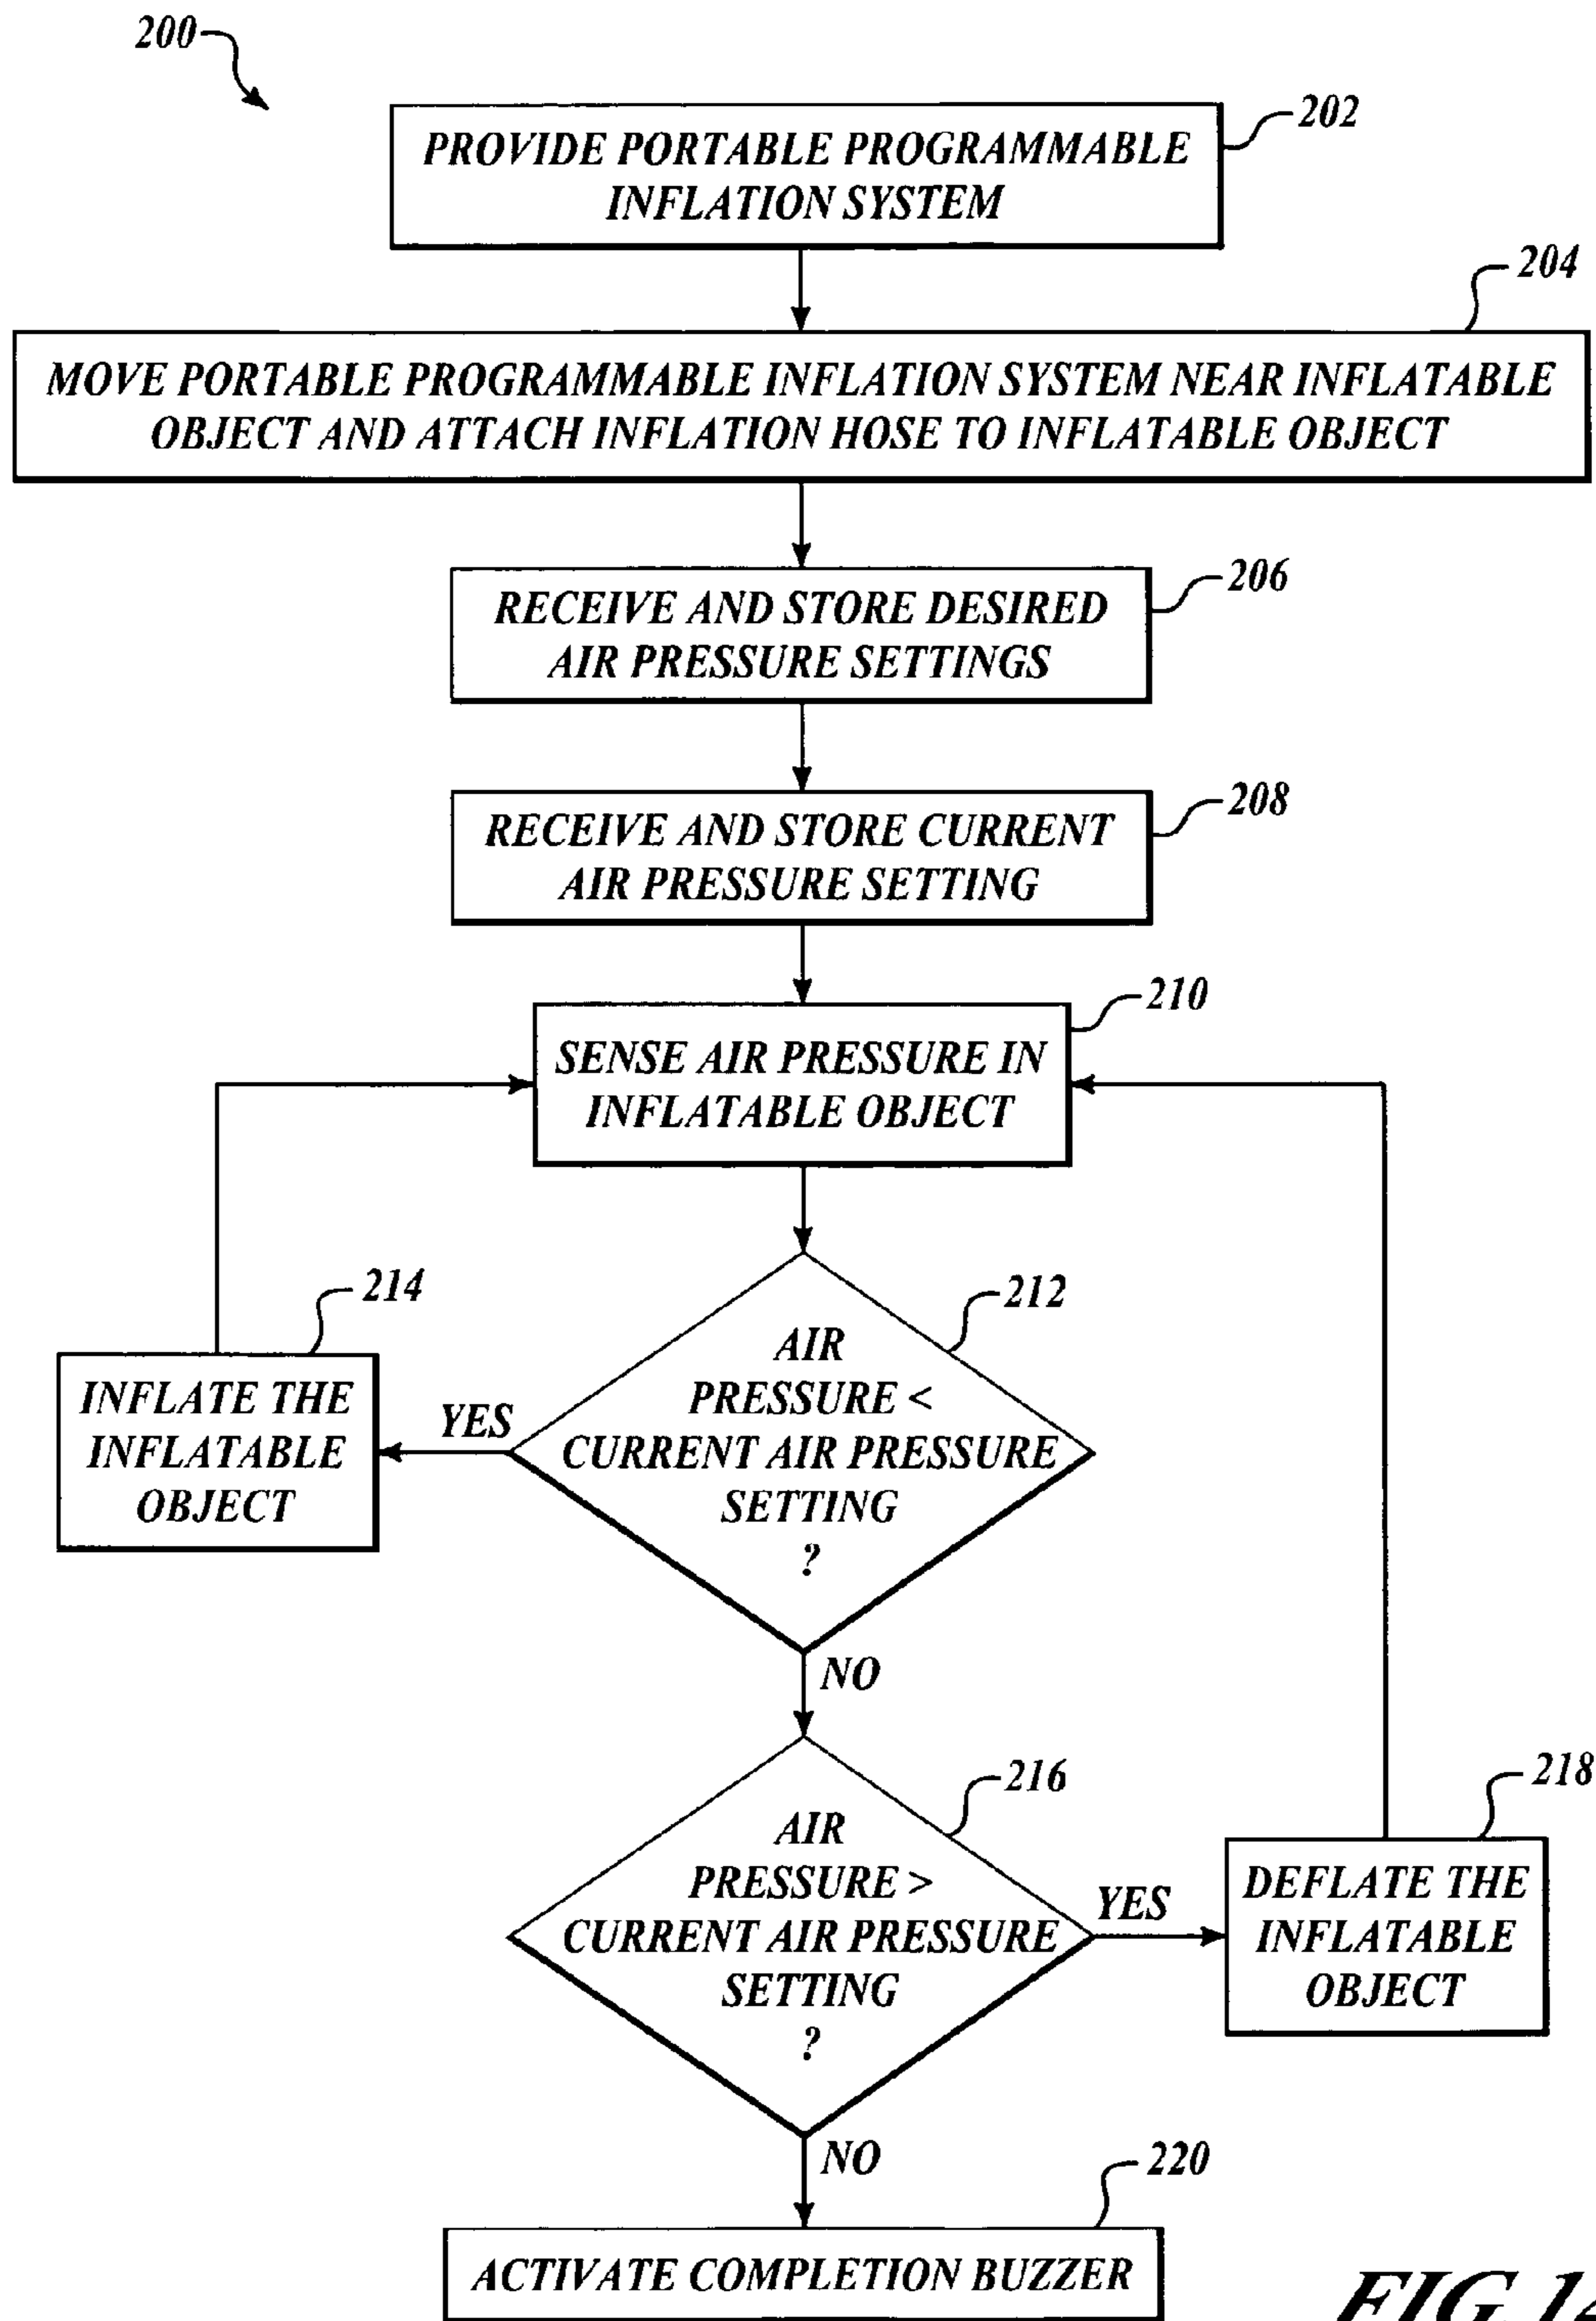 200
202
PROVIDE PORTABLE PROGRAMMABLE
INFLATION SYSTEM
204
MOVE PORTABLE PROGRAMMABLE INFLATION SYSTEM NEAR INFLATABLE
OBJECT AND ATTACH INFLATION HOSE TO INFLATABLE OBJECT
206
RECEIVE AND STORE DESIRED
AIR PRESSURE SETTINGS
208
RECEIVE AND STORE CURRENT
AIR PRESSURE SETTING
210
SENSE AIR PRESSURE IN
INFLATABLE OBJECT
212
AIR
PRESSURE <
CURRENT AIR PRESSURE
SETTING
?
YES
214
INFLATE THE
INFLATABLE
OBJECT
NO
216
AIR
PRESSURE >
CURRENT AIR PRESSURE
SETTING
?
YES
218
DEFLATE THE
INFLATABLE
OBJECT
NO
220
ACTIVATE COMPLETION BUZZER